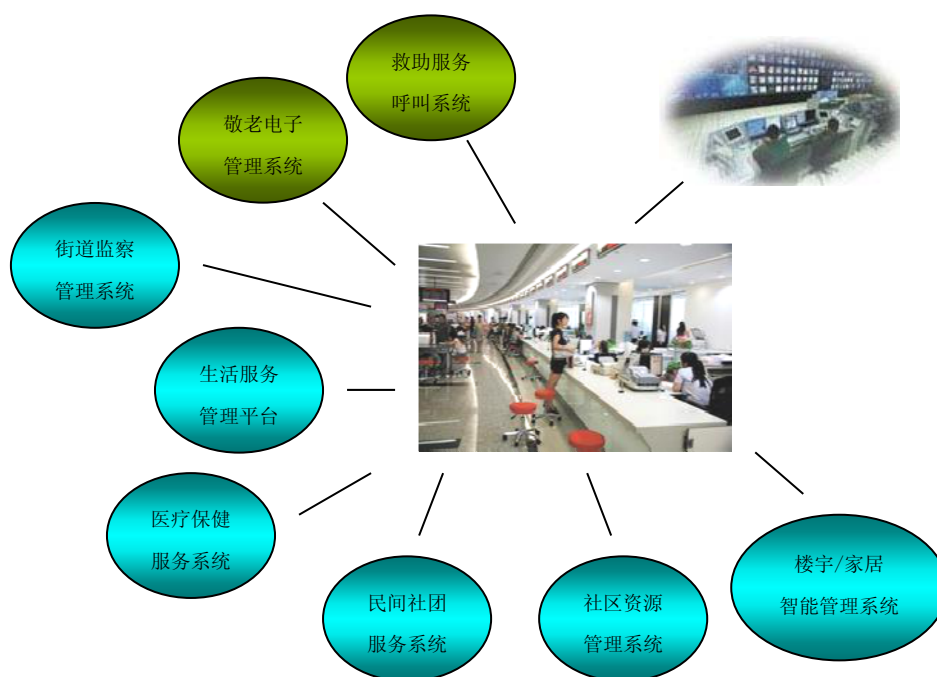 救助服务
呼叫系统
敬老电子
管理系统
街道监察
管理系统
生活服务
管理平台
医疗保健
服务系统
民间社团
服务系统
社区资源
管理系统
楼宇/家居
智能管理系统